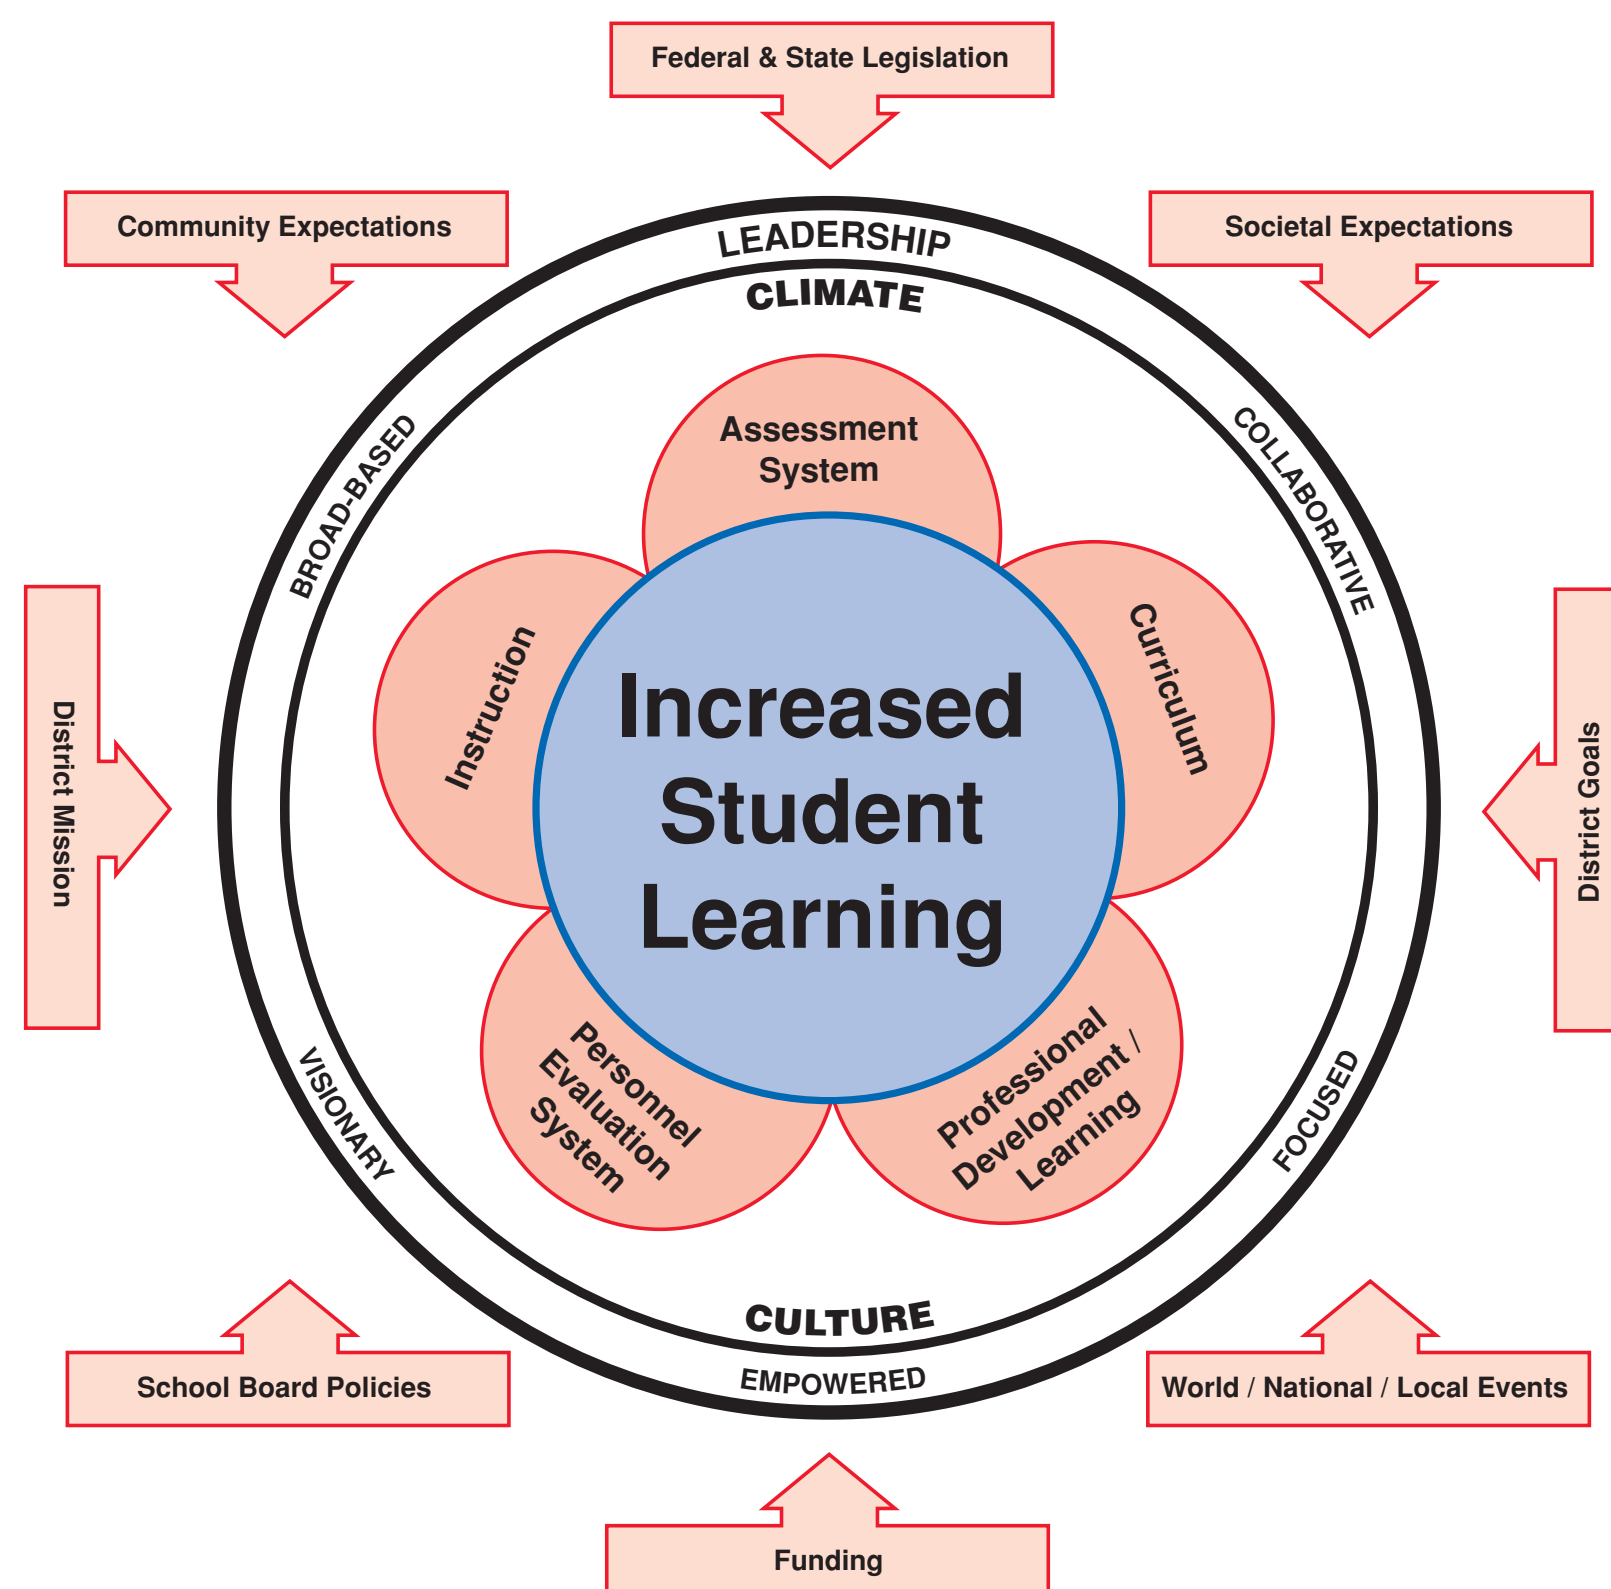 Federal & State Legislation
Community Expectations
Societal Expectations
LEADERSHIP
CLIMATE
BROAD-BASED
COLLABORATIVE
Assessment
System
Instruction
Curriculum
Increased
Student
Learning
District Mission
District Goals
Personnel
Evaluation
System
Professional
Development /
Learning
VISIONARY
FOCUSED
CULTURE
EMPOWERED
School Board Policies
World / National / Local Events
Funding